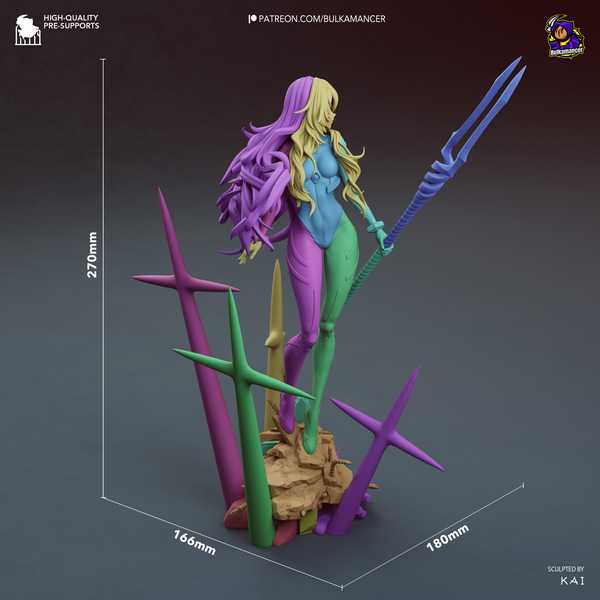 HIGH-QUALITY
PRE-SUPPORTS
PATREON.COM/BULKAMANCER
Bulkamancer
270mm
166mm
180mm
SCULPTED BY
KAI